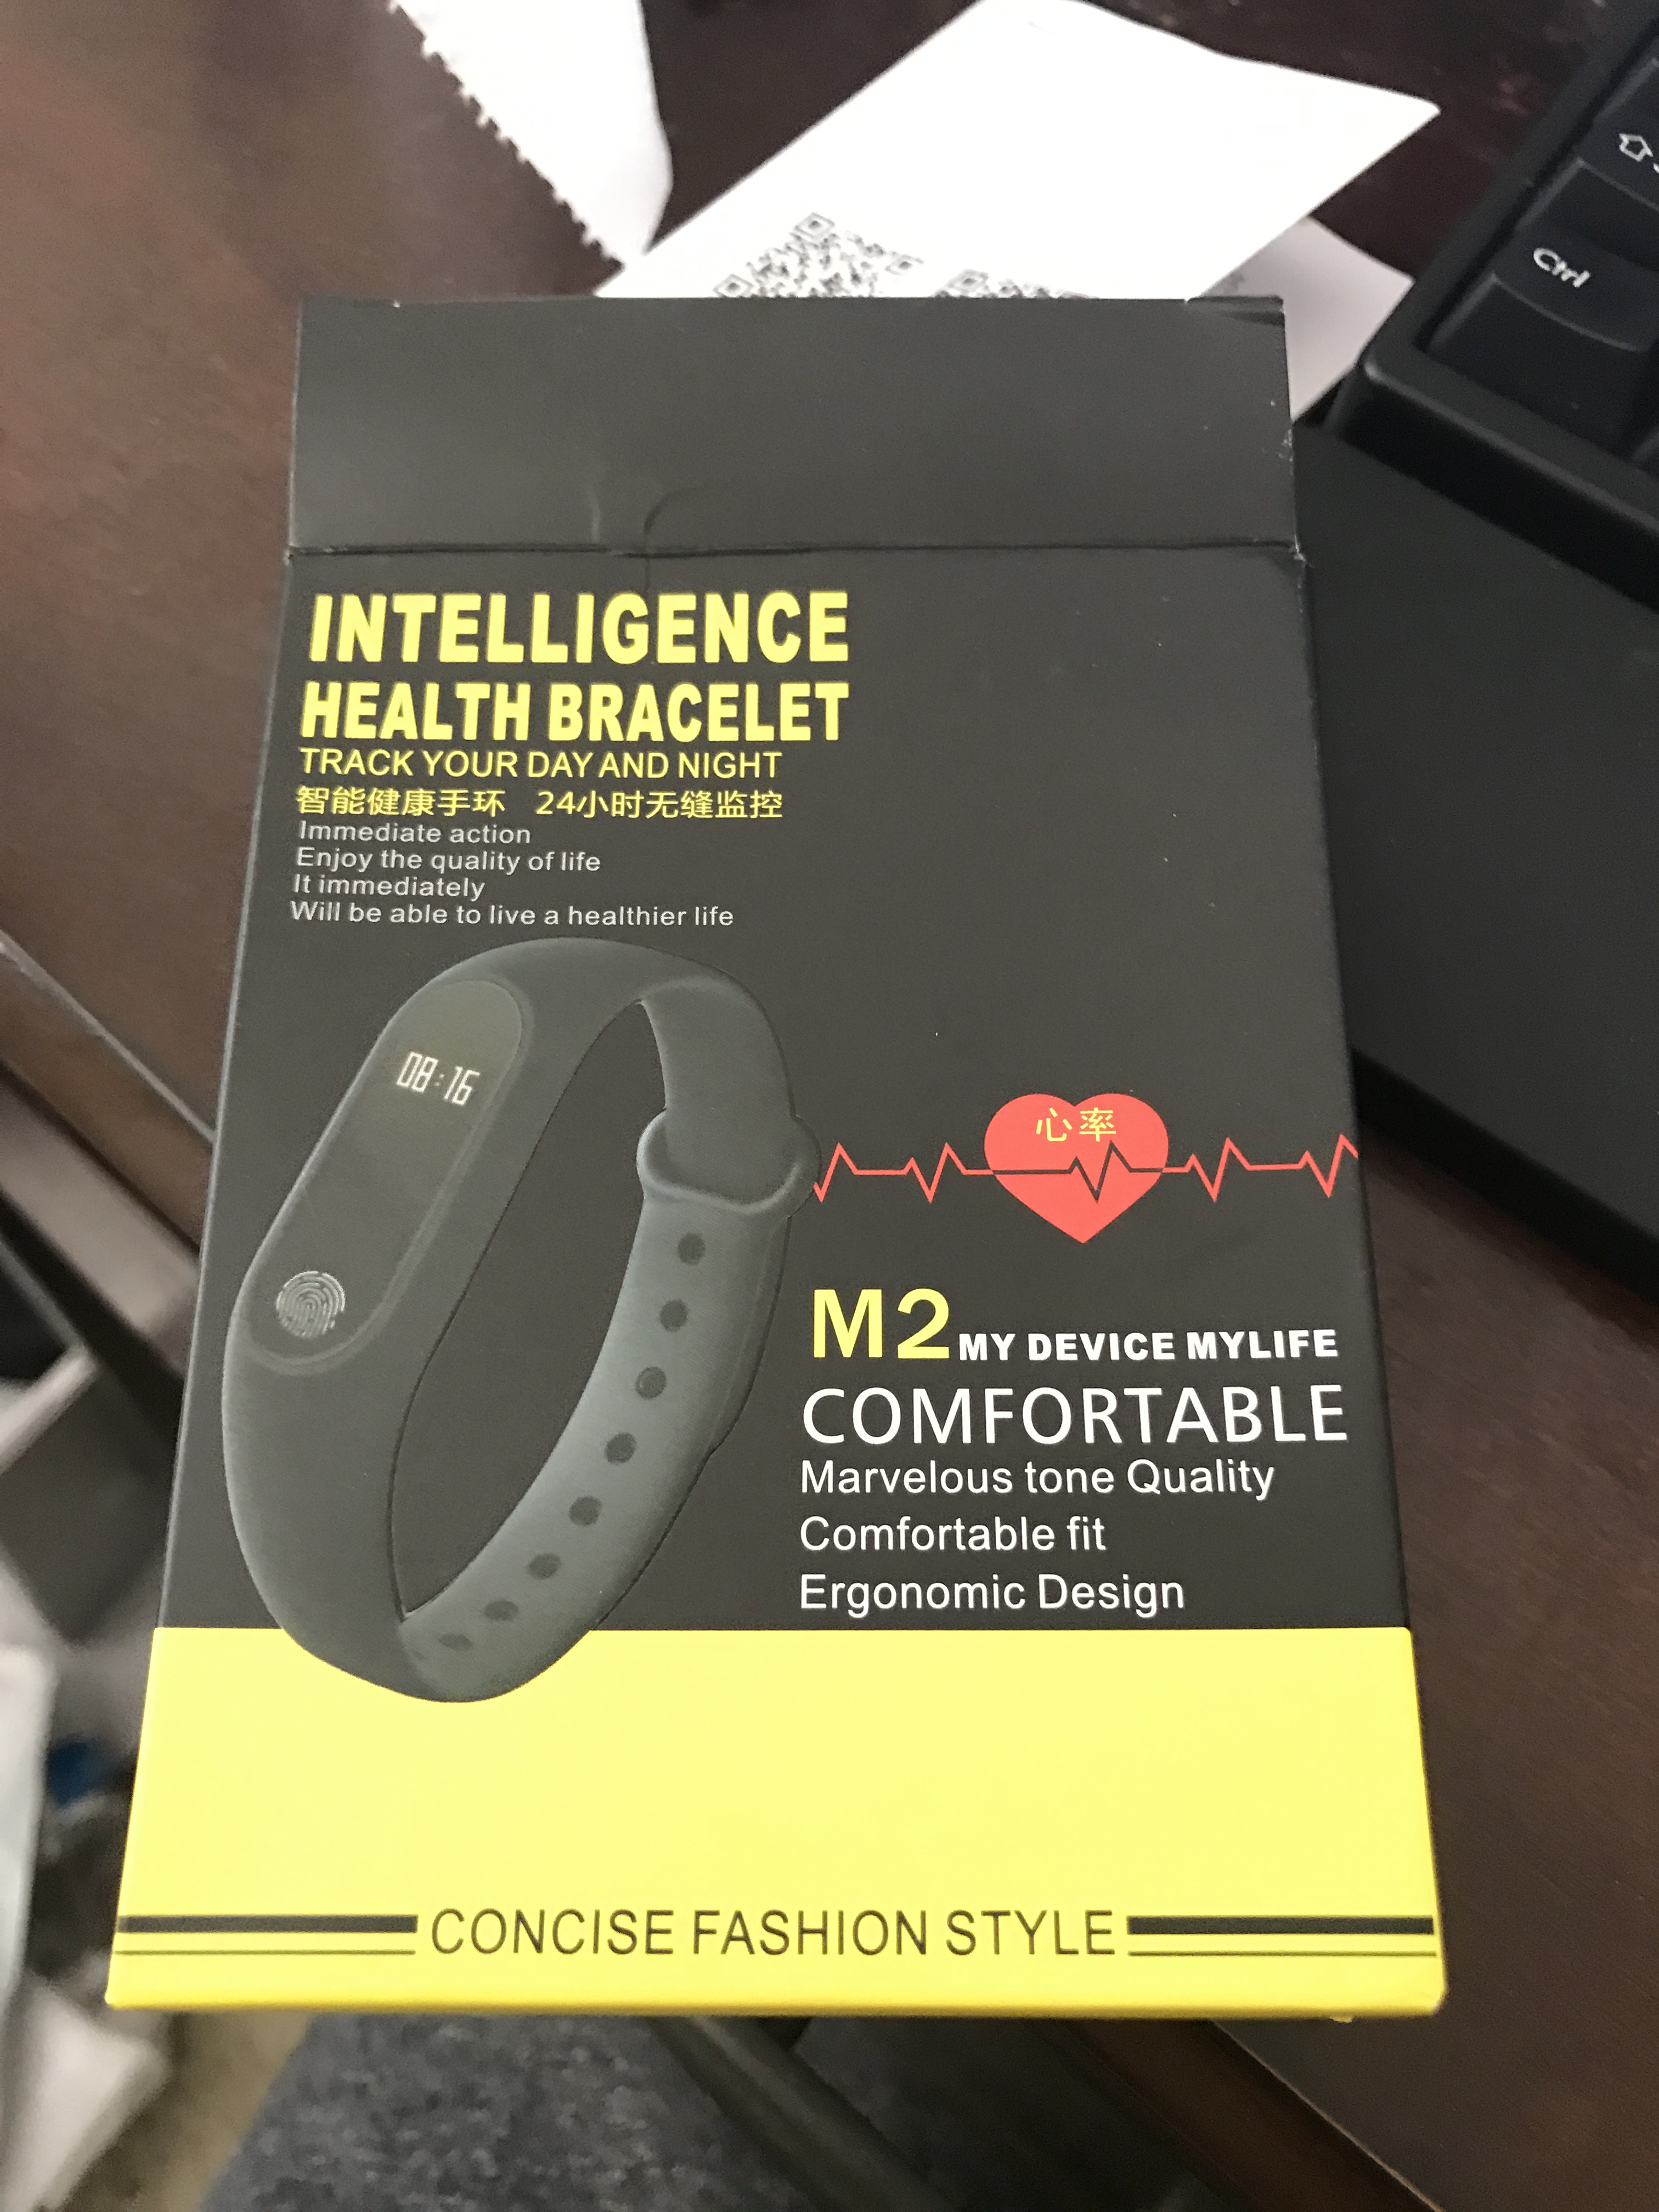 Ctrl
INTELLIGENCE
HEALTH BRACELET
TRACK YOUR DAY AND NIGHT
智能健康手环 24小时无缝监控
Immediate action
Enjoy the quality of life
It immediately
Will be able to live a healthier life
08:16
心率
M2 MY DEVICE MYLIFE
COMFORTABLE
Marvelous tone Quality
Comfortable fit
Ergonomic Design
CONCISE FASHION STYLE